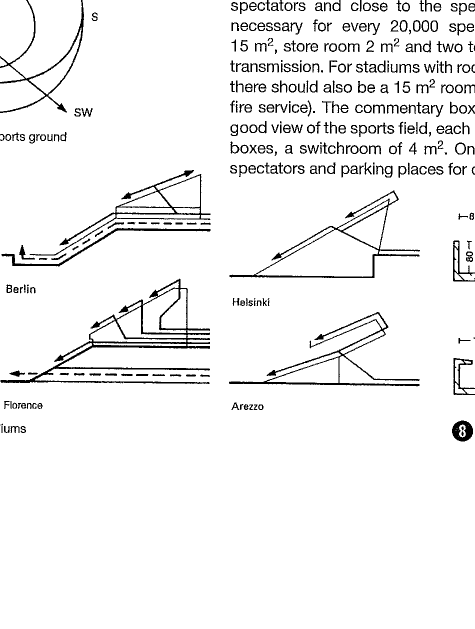 spectators and close to the spe
necessary for every 20,000 spe
15 m², store room 2 m² and two t
transmission. For stadiums with roo
there should also be a 15 m² room
fire service). The commentary box
good view of the sports field, each
boxes, a switchroom of 4 m². On
spectators and parking places for
S
SW
ports ground
Berlin
Helsinki
80
Florence
Arezzo
iums
8